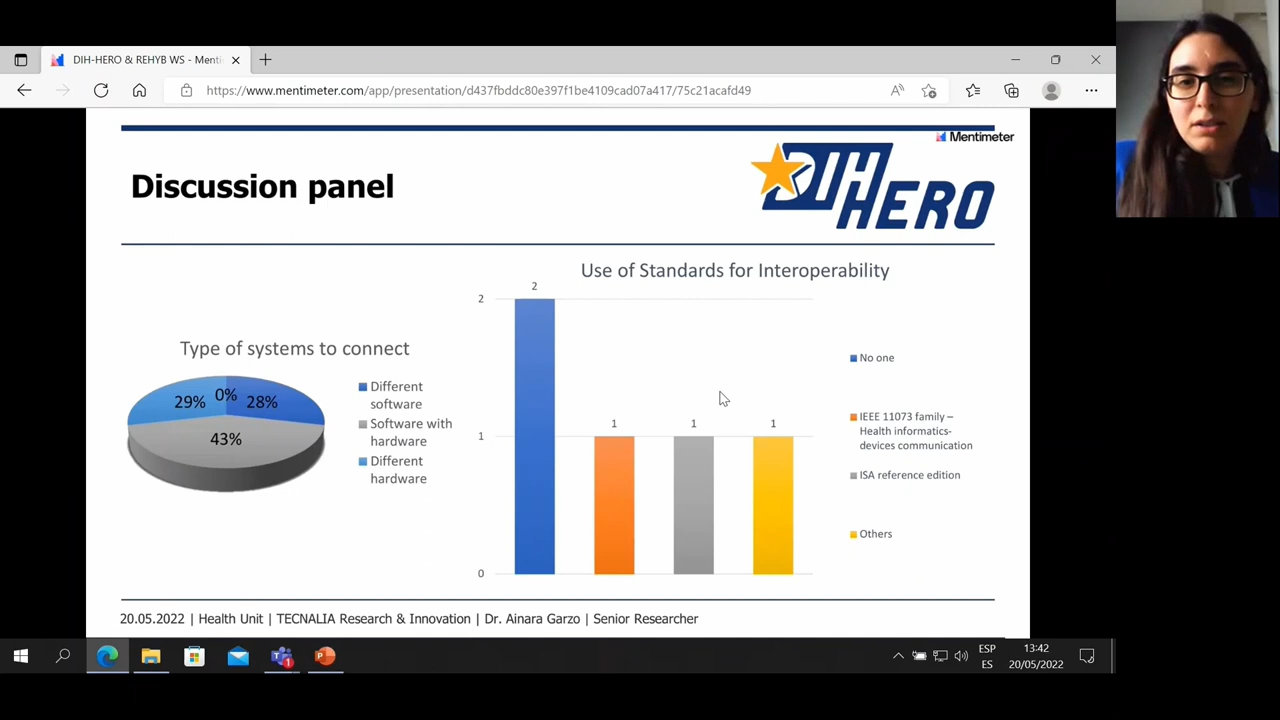 DIH-HERO & REHYB WS - Menti
https://www.mentimeter.com/app/presentation/d437fbddc80e397f1be4109cad07a417/75c21acafd49
Mentimeter
Discussion panel
DIH
HERO
Type of systems to connect
29%
0%
28%
43%
Different
software
Software with
hardware
Different
hardware
Use of Standards for Interoperability
2
2
1
1
1
1
0
No one
IEEE 11073 family –
Health informatics-
devices communication
ISA reference edition
Others
20.05.2022 | Health Unit | TECNALIA Research & Innovation | Dr. Ainara Garzo | Senior Researcher
1
ESP
ES
13:42
20/05/2022